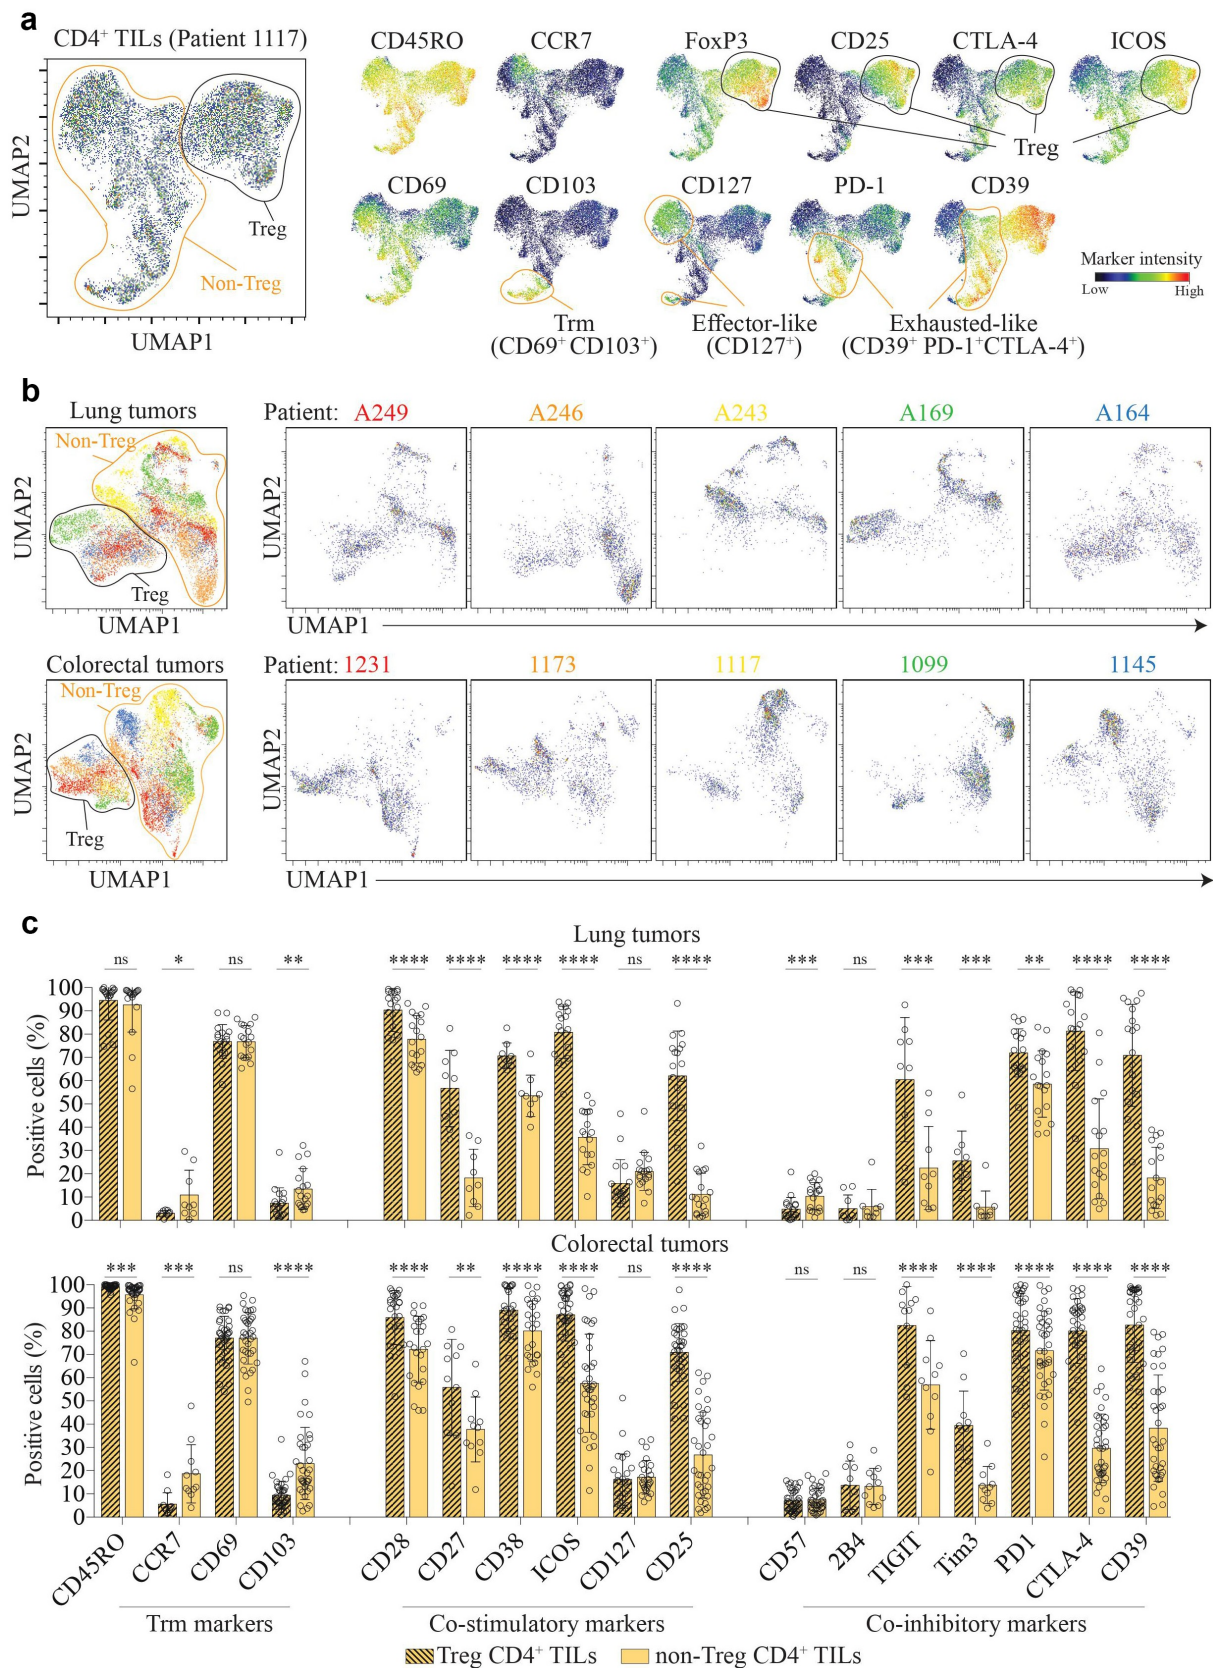 a
CD4⁺ TILs (Patient 1117)
UMAP2
UMAP1
Treg
Non-Treg
CD45RO CCR7 FoxP3 CD25 CTLA-4 ICOS
Treg
CD69 CD103 CD127 PD-1 CD39
Marker intensity
Low High
Trm
(CD69⁺ CD103⁺)
Effector-like
(CD127⁺)
Exhausted-like
(CD39⁺ PD-1⁺CTLA-4⁺)
b
Lung tumors
Non-Treg
Treg
UMAP2
UMAP1
Patient: A249 A246 A243 A169 A164
UMAP2
UMAP1
Colorectal tumors
Non-Treg
Treg
UMAP2
UMAP1
Patient: 1231 1173 1117 1099 1145
UMAP2
UMAP1
c
Lung tumors
ns * ns ** **** **** **** **** ns **** *** ns *** *** ** **** ****
Positive cells (%)
100
90
80
70
60
50
40
30
20
10
0
Colorectal tumors
*** *** ns **** **** ** **** **** ns **** ns ns **** **** **** **** ****
Positive cells (%)
100
90
80
70
60
50
40
30
20
10
0
CD45RO CCR7 CD69 CD103 CD28 CD27 CD38 ICOS CD127 CD25 CD57 2B4 TIGIT Tim3 PD1 CTLA-4 CD39
Trm markers Co-stimulatory markers Co-inhibitory markers
Treg CD4⁺ TILs non-Treg CD4⁺ TILs